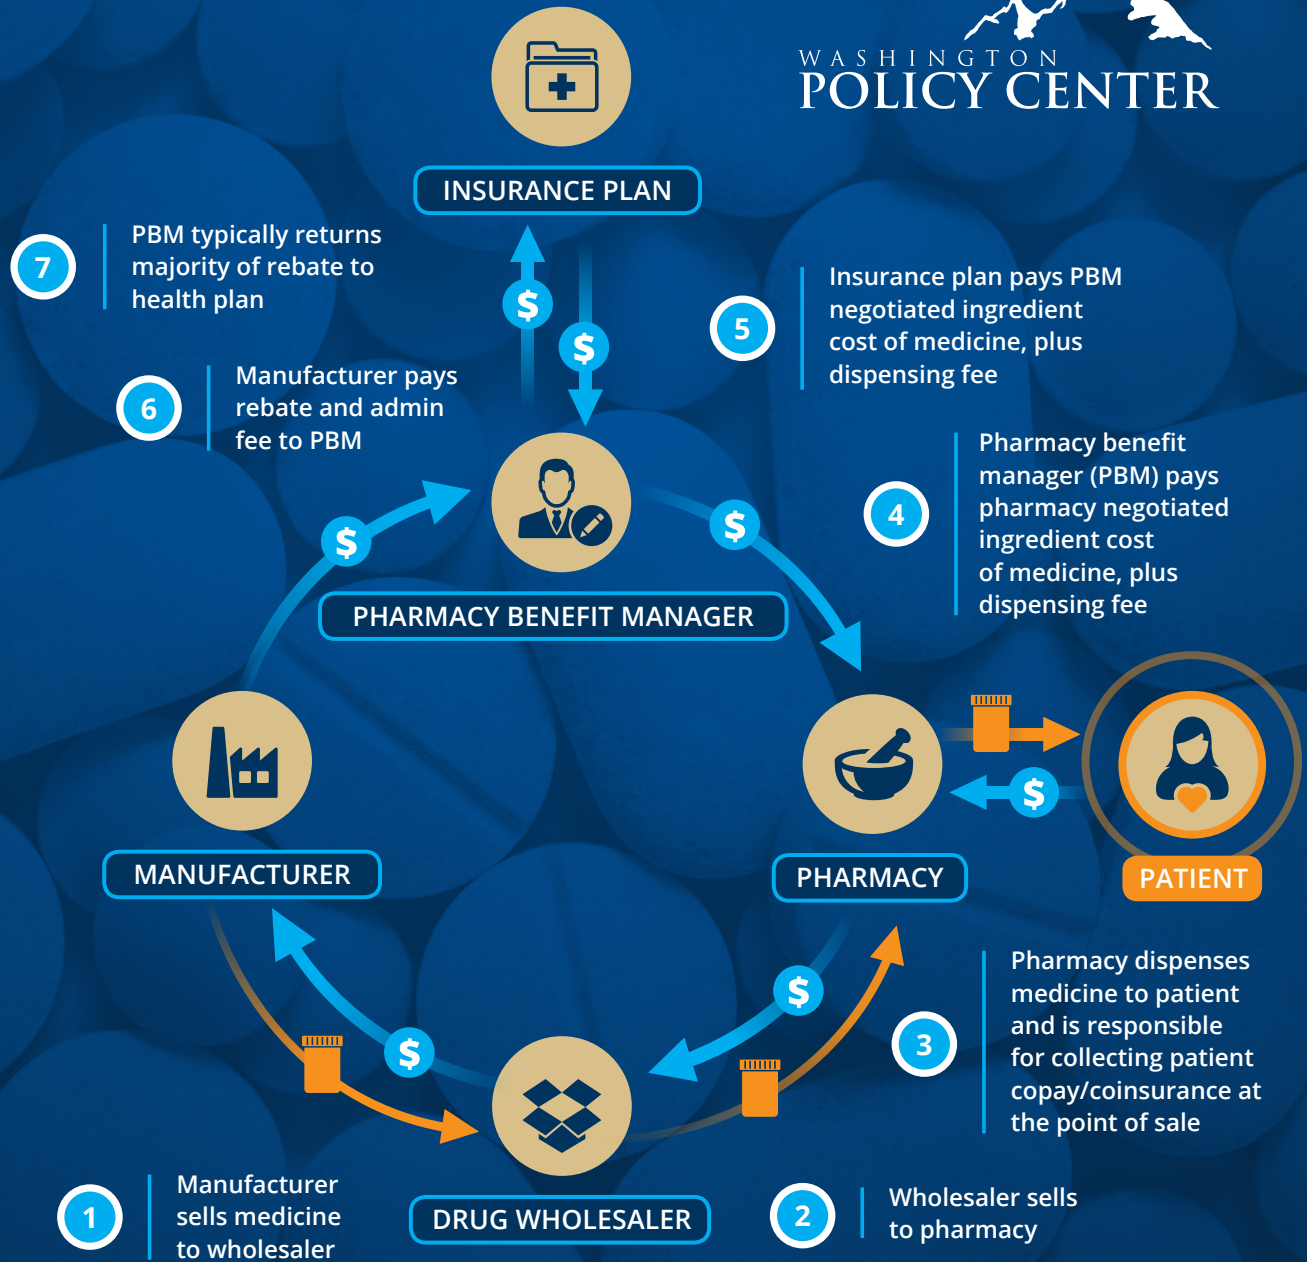 WASHINGTON
POLICY CENTER
INSURANCE PLAN
7
PBM typically returns
majority of rebate to
health plan
5
Insurance plan pays PBM
negotiated ingredient
cost of medicine, plus
dispensing fee
6
Manufacturer pays
rebate and admin
fee to PBM
4
Pharmacy benefit
manager (PBM) pays
pharmacy negotiated
ingredient cost
of medicine, plus
dispensing fee
$
$
$
$
PHARMACY BENEFIT MANAGER
$
MANUFACTURER
PHARMACY
PATIENT
$
$
3
Pharmacy dispenses
medicine to patient
and is responsible
for collecting patient
copay/coinsurance at
the point of sale
1
Manufacturer
sells medicine
to wholesaler
DRUG WHOLESALER
2
Wholesaler sells
to pharmacy